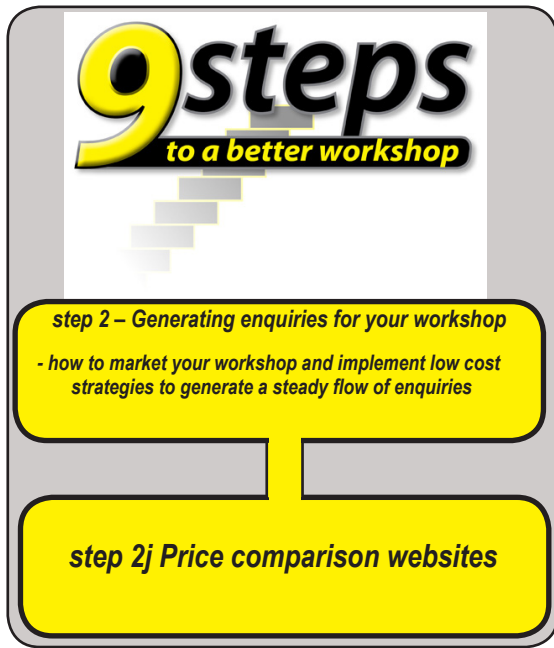 9steps
to a better workshop
step 2 – Generating enquiries for your workshop
- how to market your workshop and implement low cost
strategies to generate a steady flow of enquiries
step 2j Price comparison websites